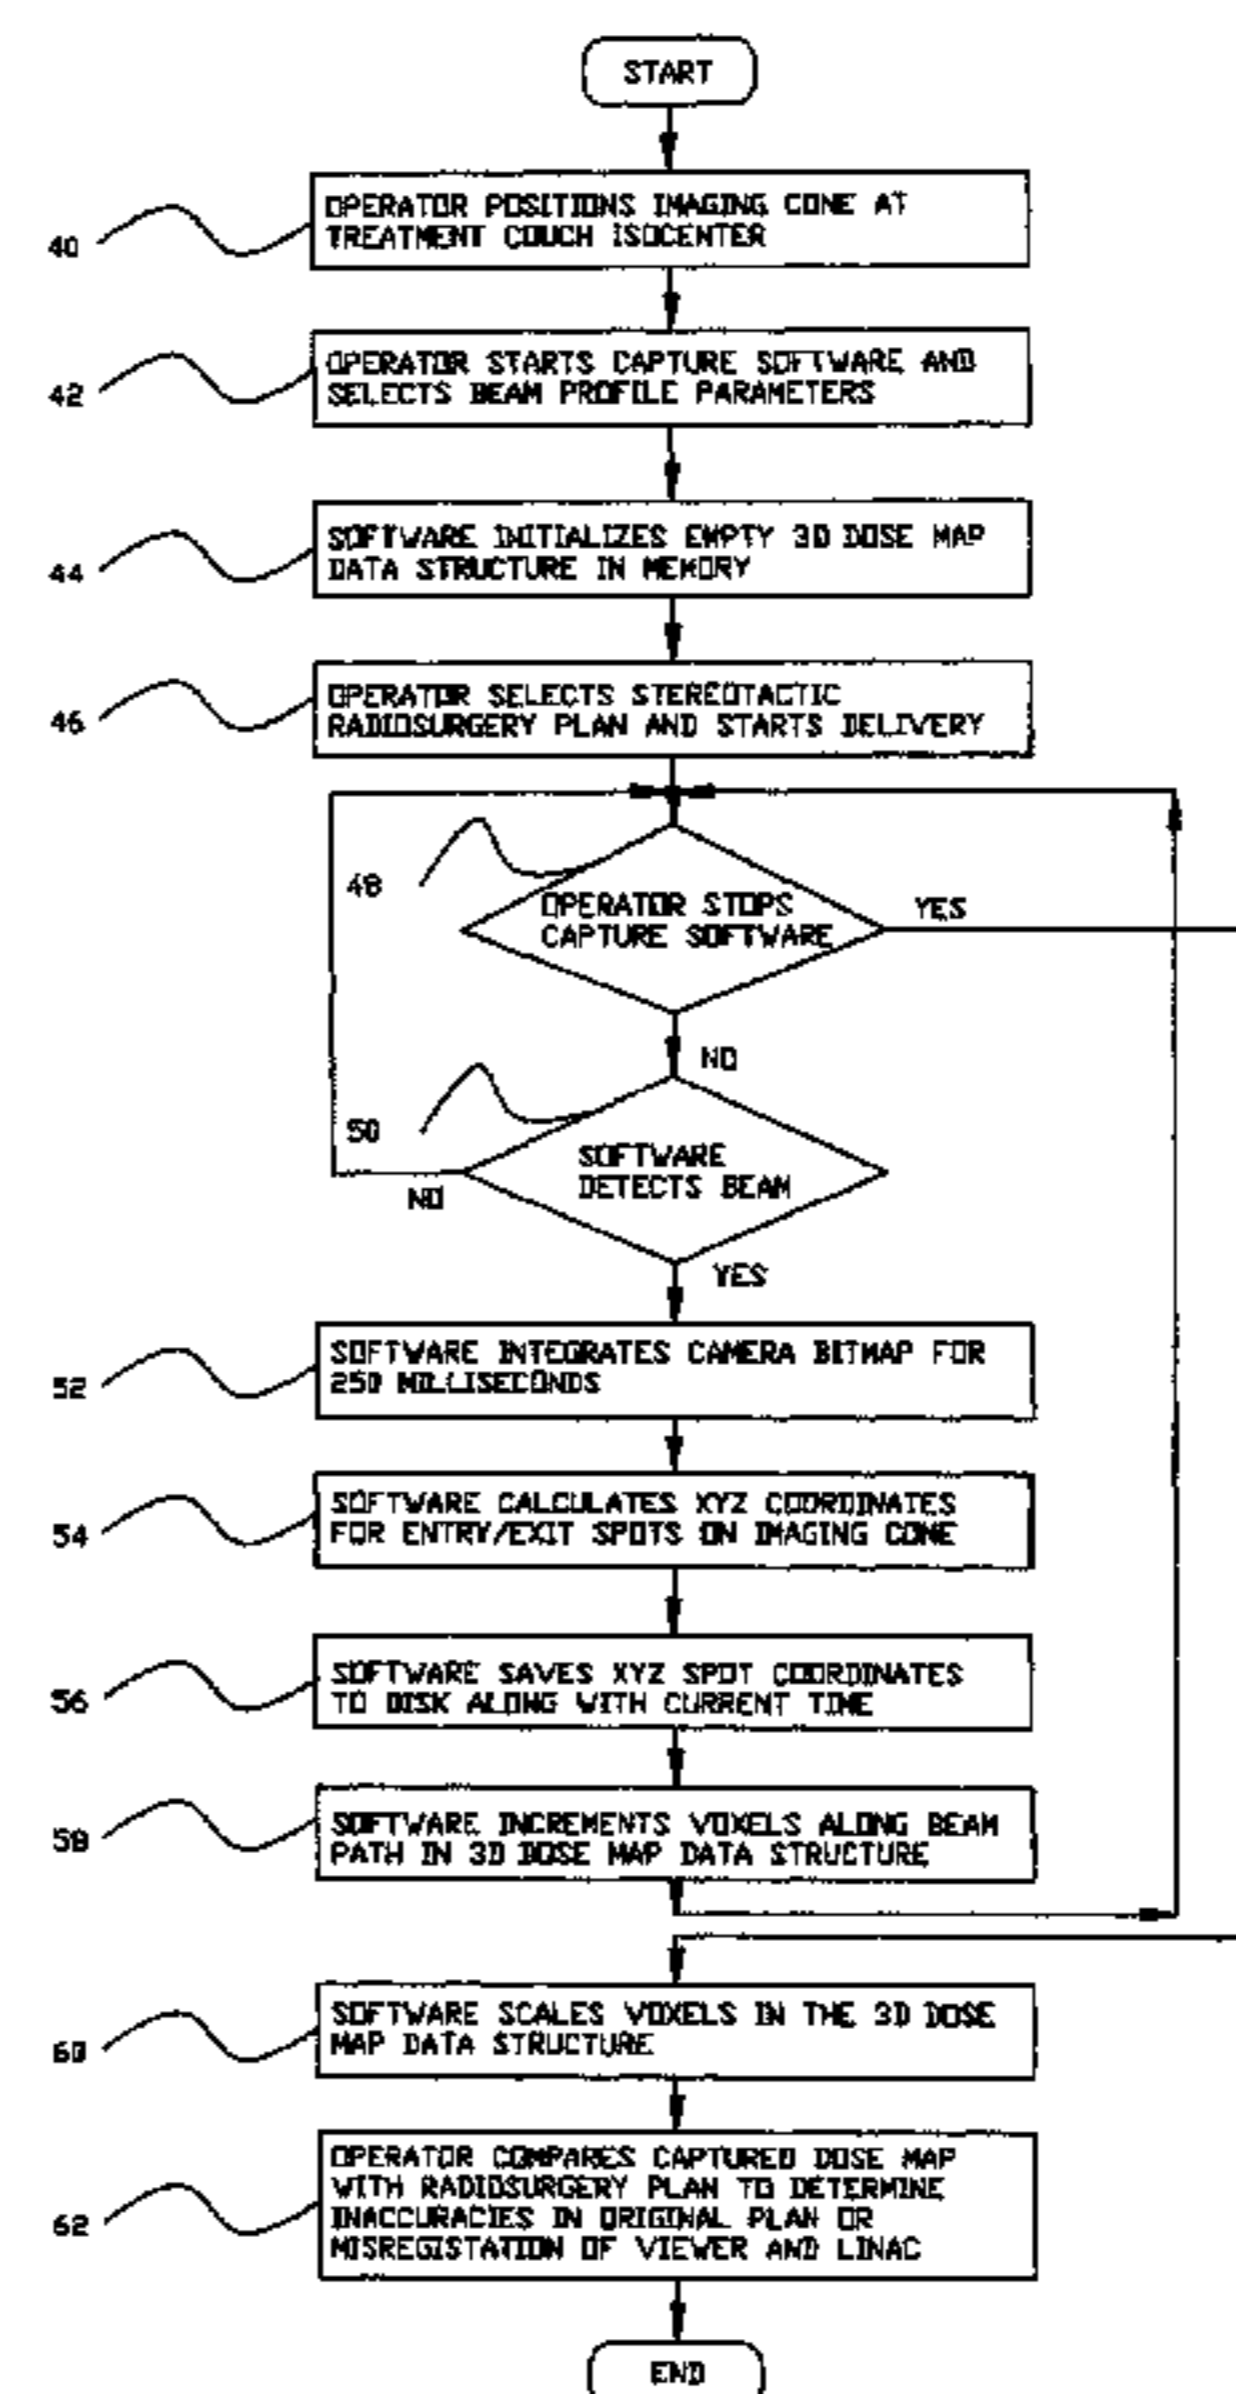 START
40
OPERATOR POSITIONS IMAGING CONE AT
TREATMENT COUCH ISOCENTER
42
OPERATOR STARTS CAPTURE SOFTWARE AND
SELECTS BEAM PROFILE PARAMETERS
44
SOFTWARE INITIALIZES EMPTY 3D DOSE MAP
DATA STRUCTURE IN MEMORY
46
OPERATOR SELECTS STEREOTACTIC
RADIOSURGERY PLAN AND STARTS DELIVERY
48
OPERATOR STOPS
CAPTURE SOFTWARE
YES
NO
50
SOFTWARE
DETECTS BEAM
NO
YES
52
SOFTWARE INTEGRATES CAMERA BITMAP FOR
250 MILLISECONDS
54
SOFTWARE CALCULATES XYZ COORDINATES
FOR ENTRY/EXIT SPOTS ON IMAGING CONE
56
SOFTWARE SAVES XYZ SPOT COORDINATES
TO DISK ALONG WITH CURRENT TIME
58
SOFTWARE INCREMENTS VOXELS ALONG BEAM
PATH IN 3D DOSE MAP DATA STRUCTURE
60
SOFTWARE SCALES VOXELS IN THE 3D DOSE
MAP DATA STRUCTURE
62
OPERATOR COMPARES CAPTURED DOSE MAP
WITH RADIOSURGERY PLAN TO DETERMINE
INACCURACIES IN ORIGINAL PLAN OR
MISREGISTATION OF VIEWER AND LINAC
END